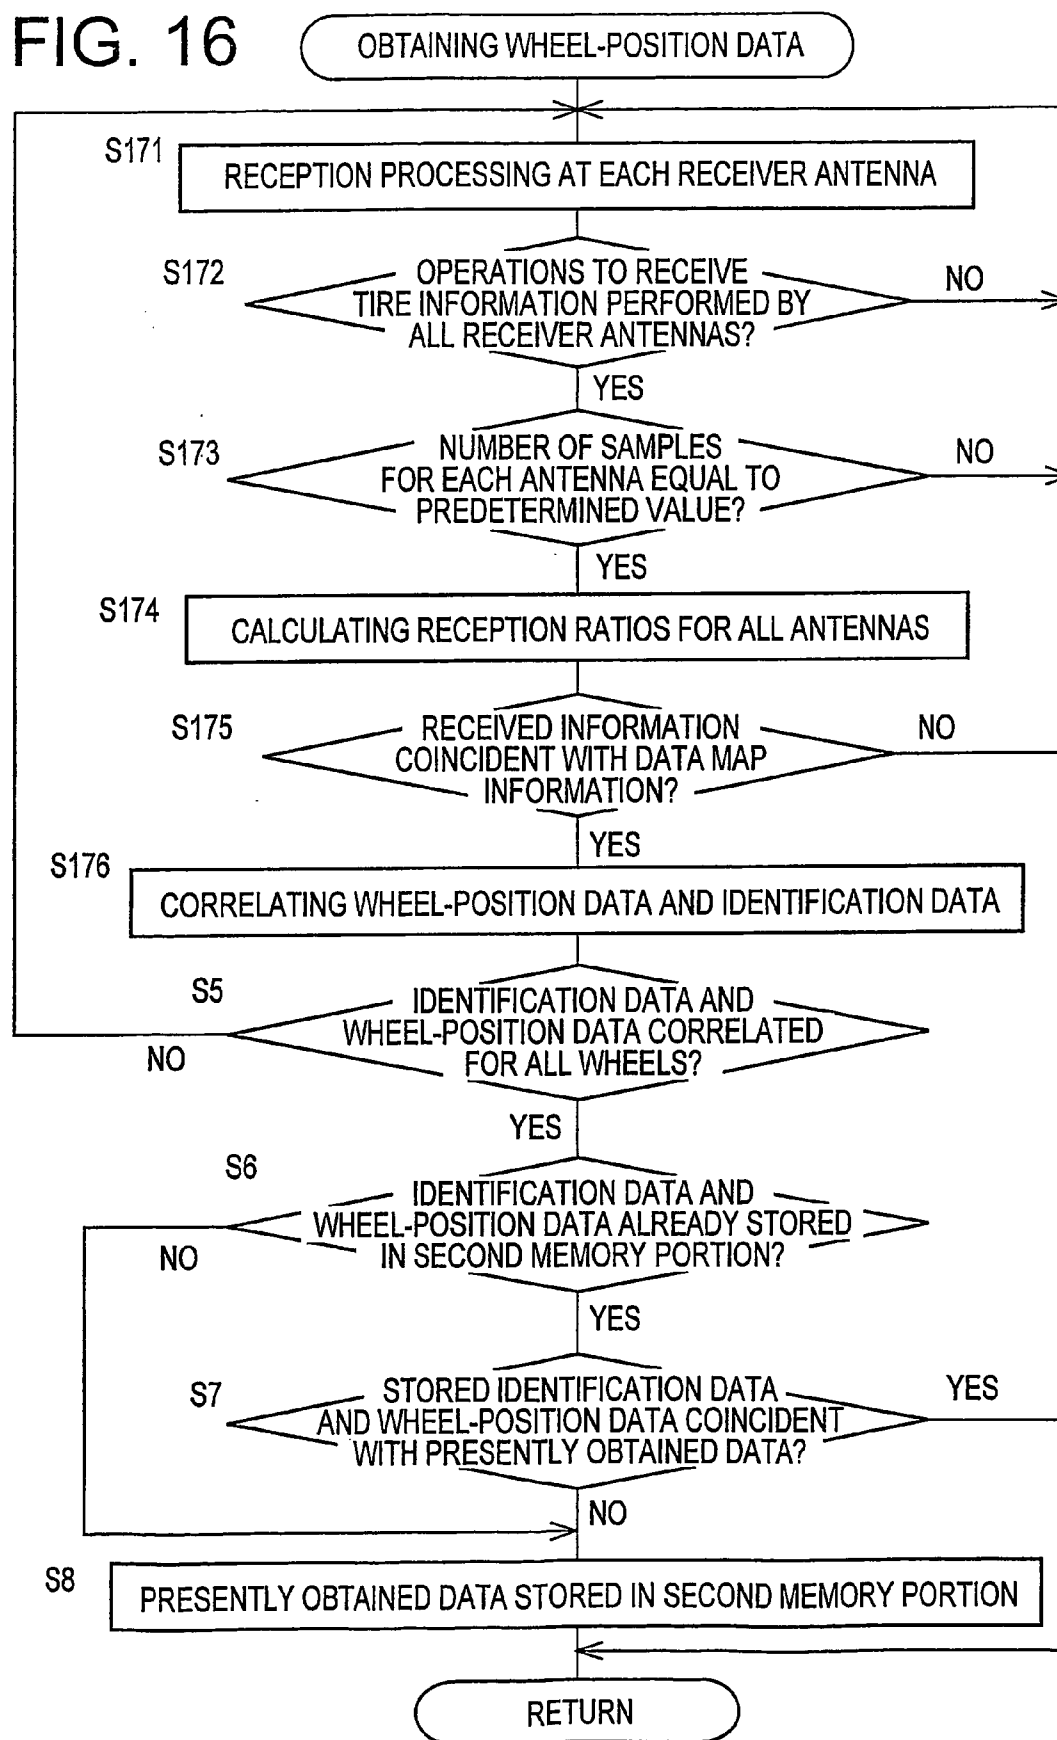 FIG. 16
OBTAINING WHEEL-POSITION DATA
S171
RECEPTION PROCESSING AT EACH RECEIVER ANTENNA
S172
OPERATIONS TO RECEIVE
TIRE INFORMATION PERFORMED BY
ALL RECEIVER ANTENNAS?
NO
YES
S173
NUMBER OF SAMPLES
FOR EACH ANTENNA EQUAL TO
PREDETERMINED VALUE?
NO
YES
S174
CALCULATING RECEPTION RATIOS FOR ALL ANTENNAS
S175
RECEIVED INFORMATION
COINCIDENT WITH DATA MAP
INFORMATION?
NO
YES
S176
CORRELATING WHEEL-POSITION DATA AND IDENTIFICATION DATA
S5
IDENTIFICATION DATA AND
WHEEL-POSITION DATA CORRELATED
FOR ALL WHEELS?
NO
YES
S6
IDENTIFICATION DATA AND
WHEEL-POSITION DATA ALREADY STORED
IN SECOND MEMORY PORTION?
NO
YES
S7
STORED IDENTIFICATION DATA
AND WHEEL-POSITION DATA COINCIDENT
WITH PRESENTLY OBTAINED DATA?
YES
NO
S8
PRESENTLY OBTAINED DATA STORED IN SECOND MEMORY PORTION
RETURN